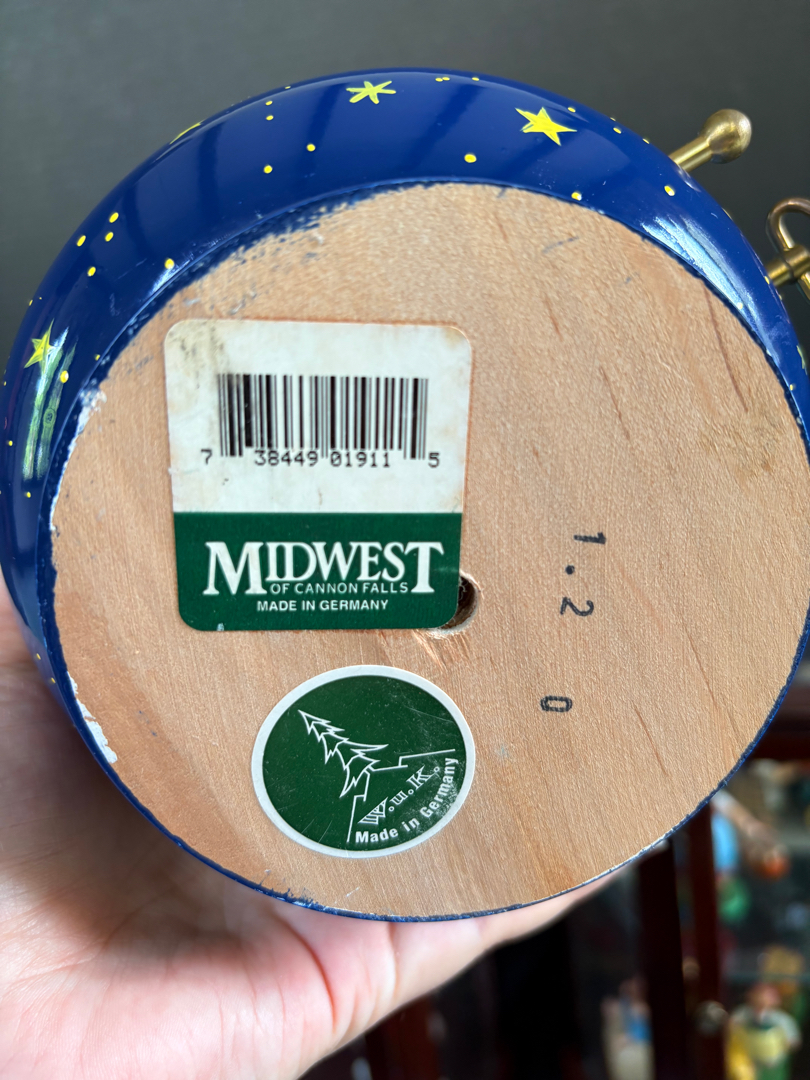 7 38449 01911 5
MIDWEST
OF CANNON FALLS
MADE IN GERMANY
1.2 0
W.u.K.
Made in Germany